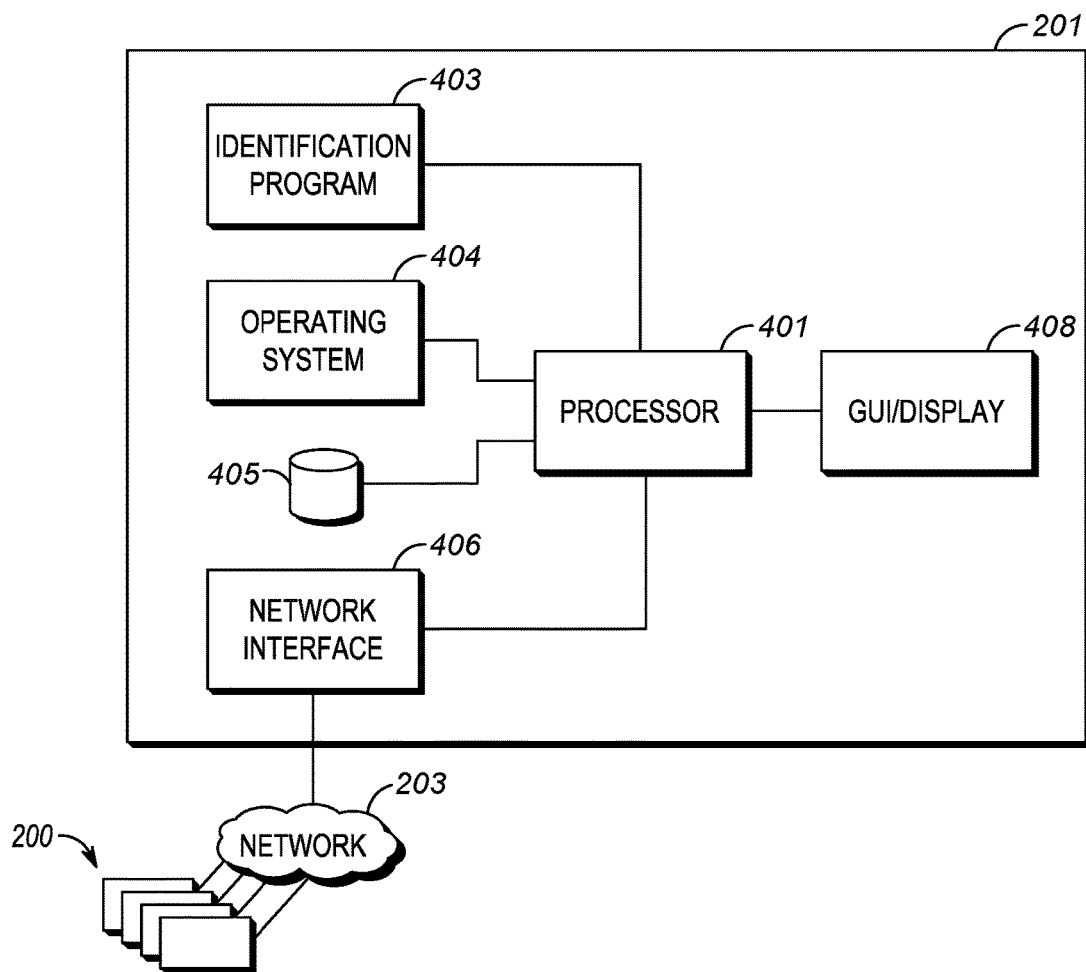 201
403
IDENTIFICATION
PROGRAM
404
OPERATING
SYSTEM
401
PROCESSOR
408
GUI/DISPLAY
405
406
NETWORK
INTERFACE
203
NETWORK
200